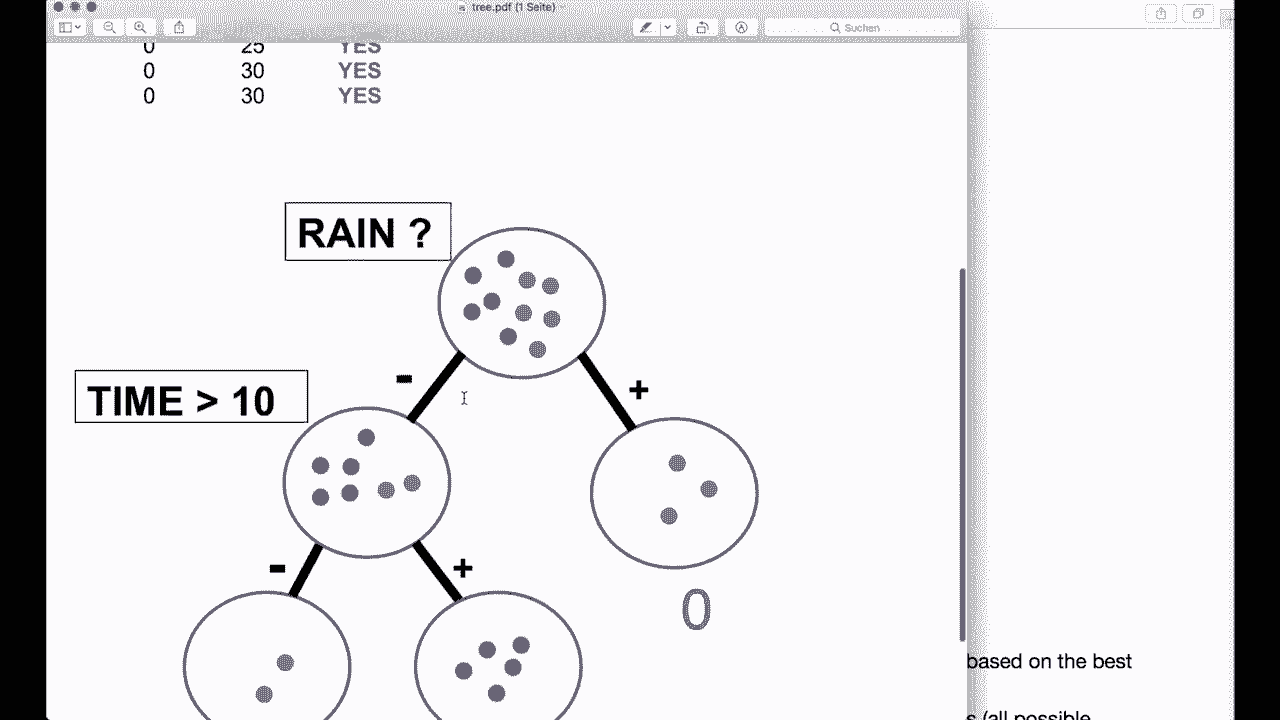 tree.pdf (1 Seite)
Suchen
0 25 YES
0 30 YES
0 30 YES
RAIN ?
- +
TIME > 10
- +
0
based on the best
s (all possible